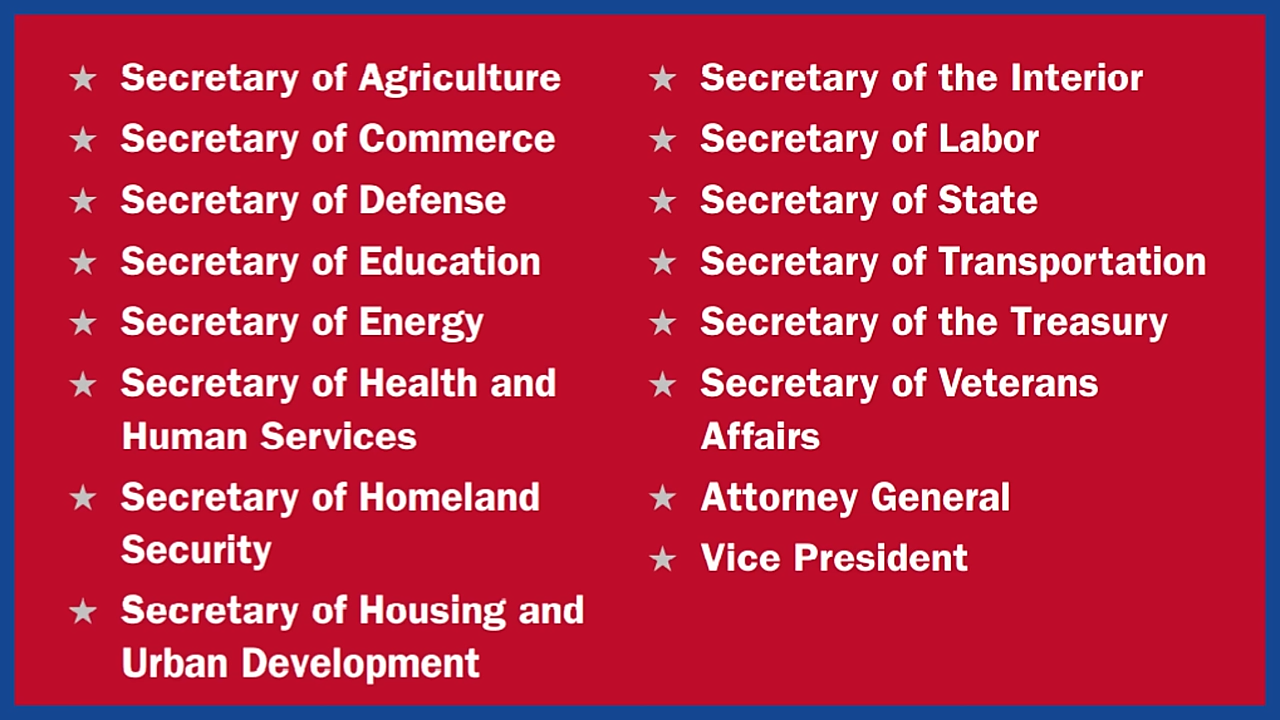 Secretary of Agriculture
Secretary of Commerce
Secretary of Defense
Secretary of Education
Secretary of Energy
Secretary of Health and
Human Services
Secretary of Homeland
Security
Secretary of Housing and
Urban Development
Secretary of the Interior
Secretary of Labor
Secretary of State
Secretary of Transportation
Secretary of the Treasury
Secretary of Veterans
Affairs
Attorney General
Vice President